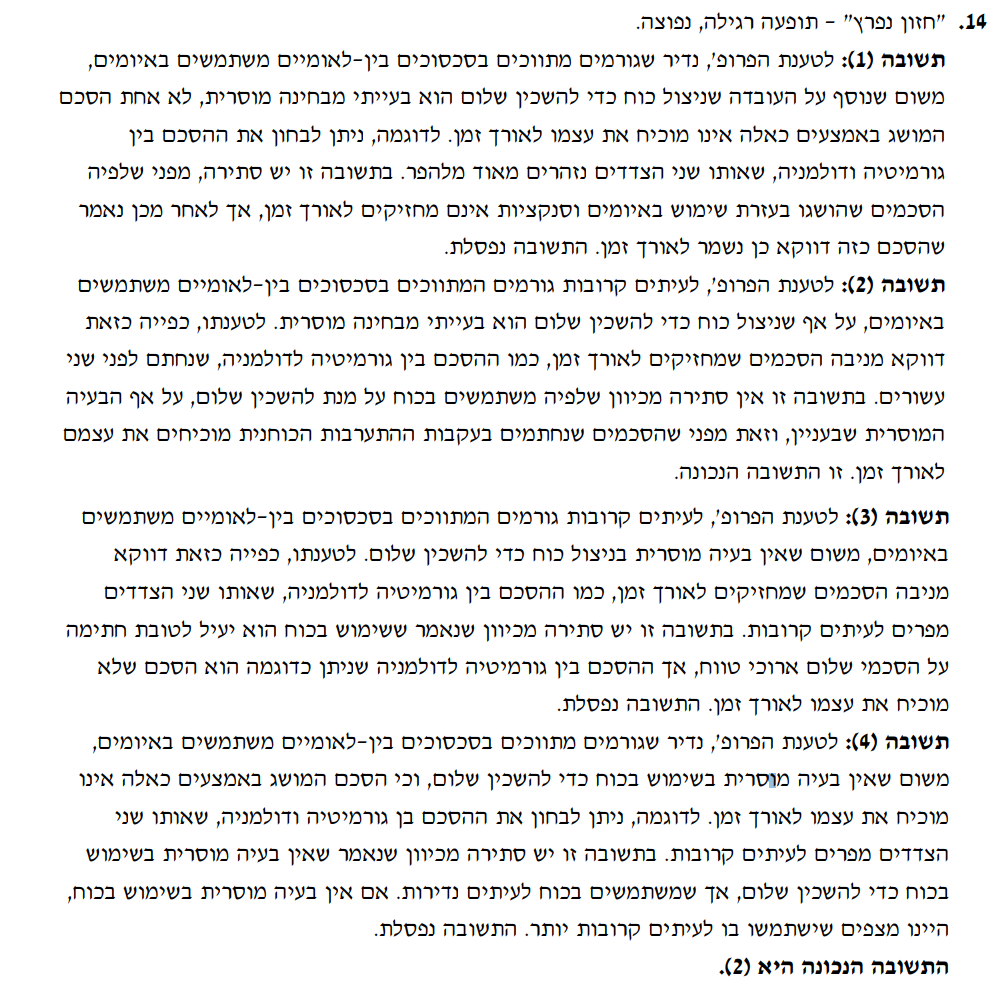 14. "חזון נפרץ" – תופעה רגילה, נפוצה.
תשובה (1): לטענת הפרופ', נדיר שגורמים מתווכים בסכסוכים בין-לאומיים משתמשים באיומים,
משום שנוסף על העובדה שניצול כוח כדי להשכין שלום הוא בעייתי מבחינה מוסרית, לא אחת הסכם
המושג באמצעים כאלה אינו מוכיח את עצמו לאורך זמן. לדוגמה, ניתן לבחון את ההסכם בין
גורמיטיה ודולמניה, שאותו שני הצדדים נזהרים מאוד מלהפר. בתשובה זו יש סתירה, מפני שלפיה
הסכמים שהושגו בעזרת שימוש באיומים וסנקציות אינם מחזיקים לאורך זמן, אך לאחר מכן נאמר
שהסכם כזה דווקא כן נשמר לאורך זמן. התשובה נפסלת.
תשובה (2): לטענת הפרופ', לעיתים קרובות גורמים המתווכים בסכסוכים בין-לאומיים משתמשים
באיומים, על אף שניצול כוח כדי להשכין שלום הוא בעייתי מבחינה מוסרית. לטענתו, כפייה כזאת
דווקא מניבה הסכמים שמחזיקים לאורך זמן, כמו ההסכם בין גורמיטיה לדולמניה, שנחתם לפני שני
עשורים. בתשובה זו אין סתירה מכיוון שלפיה משתמשים בכוח על מנת להשכין שלום, על אף הבעיה
המוסרית שבעניין, וזאת מפני שהסכמים שנחתמים בעקבות ההתערבות הכוחנית מוכיחים את עצמם
לאורך זמן. זו התשובה הנכונה.
תשובה (3): לטענת הפרופ', לעיתים קרובות גורמים המתווכים בסכסוכים בין-לאומיים משתמשים
באיומים, משום שאין בעיה מוסרית בניצול כוח כדי להשכין שלום. לטענתו, כפייה כזאת דווקא
מניבה הסכמים שמחזיקים לאורך זמן, כמו ההסכם בין גורמיטיה לדולמניה, שאותו שני הצדדים
מפרים לעיתים קרובות. בתשובה זו יש סתירה מכיוון שנאמר ששימוש בכוח הוא יעיל לטובת חתימה
על הסכמי שלום ארוכי טווח, אך ההסכם בין גורמיטיה לדולמניה שניתן כדוגמה הוא הסכם שלא
מוכיח את עצמו לאורך זמן. התשובה נפסלת.
תשובה (4): לטענת הפרופ', נדיר שגורמים מתווכים בסכסוכים בין-לאומיים משתמשים באיומים,
משום שאין בעיה מוסרית בשימוש בכוח כדי להשכין שלום, וכי הסכם המושג באמצעים כאלה אינו
מוכיח את עצמו לאורך זמן. לדוגמה, ניתן לבחון את ההסכם בן גורמיטיה ודולמניה, שאותו שני
הצדדים מפרים לעיתים קרובות. בתשובה זו יש סתירה מכיוון שנאמר שאין בעיה מוסרית בשימוש
בכוח כדי להשכין שלום, אך שמשתמשים בכוח לעיתים נדירות. אם אין בעיה מוסרית בשימוש בכוח,
היינו מצפים שישתמשו בו לעיתים קרובות יותר. התשובה נפסלת.
התשובה הנכונה היא (2).